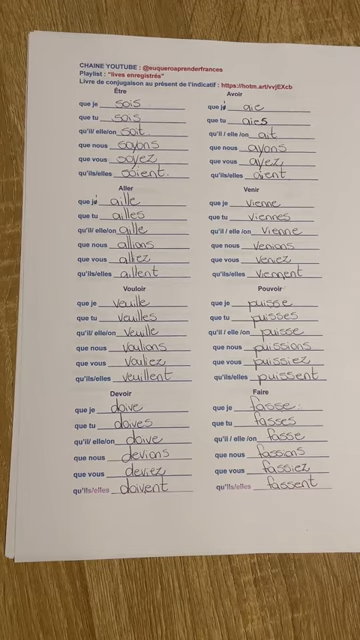 CHAINE YOUTUBE : @euqueroaprenderfrances
Playlist : "lives enregistrés"
Livre de conjugaison au présent de l'indicatif : https://hotm.art/vvjEXcb
Être
que je sois
que tu sois
qu'il/ elle/on soit
que nous soyons
que vous soyez
qu'ils/elles soient.
Avoir
que j' aie
que tu aies
qu'il / elle /on ait
que nous ayons
que vous ayez,
qu'ils/elles aient
Aller
que j' aille
que tu ailles
qu'il/ elle/on aille
que nous allions
que vous alliez
qu'ils/elles aillent
Venir
que je vienne
que tu viennes
qu'il / elle /on vienne
que nous venions
que vous veniez
qu'ils/elles viennent
Vouloir
que je veuille
que tu veuilles
qu'il/ elle/on veuille
que nous voulions
que vous vouliez
qu'ils/elles veuillent
Pouvoir
que je puisse
que tu puisses
qu'il / elle /on puisse
que nous puissions
que vous puissiez
qu'ils/elles puissent
Devoir
que je doive
que tu doives
qu'il/ elle/on doive
que nous devions
que vous deviez
qu'ils/elles doivent
Faire
que je fasse.
que tu fasses
qu'il / elle /on fasse
que nous fassions
que vous fassiez
qu'ils/elles fassent